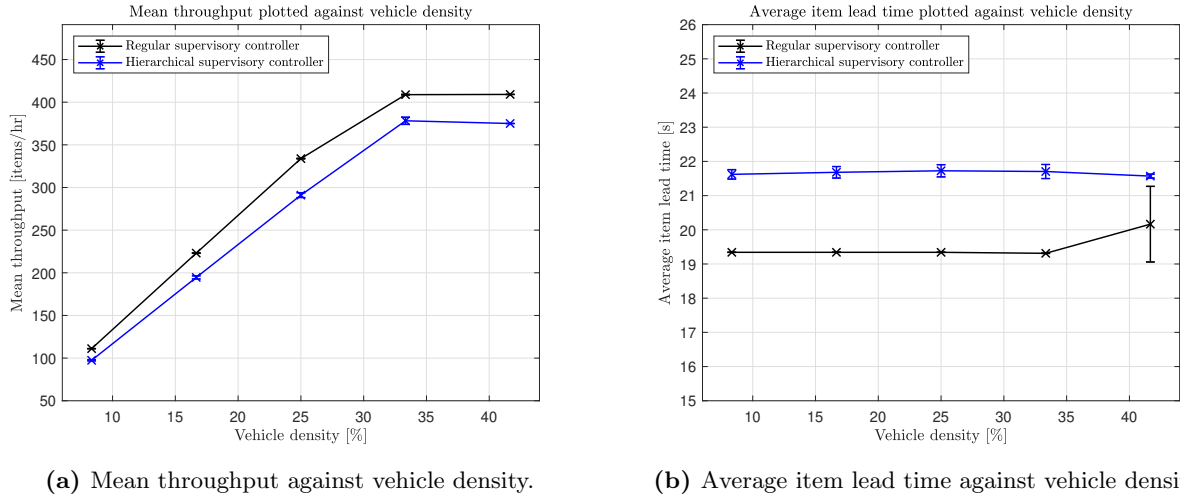 Mean throughput plotted against vehicle density
Regular supervisory controller
Hierarchical supervisory controller
Mean throughput [items/hr]
450
400
350
300
250
200
150
100
50
10 15 20 25 30 35 40
Vehicle density [%]
(a) Mean throughput against vehicle density.
Average item lead time plotted against vehicle density
Regular supervisory controller
Hierarchical supervisory controller
Average item lead time [s]
26
25
24
23
22
21
20
19
18
17
16
15
10 15 20 25 30 35 40
Vehicle density [%]
(b) Average item lead time against vehicle densi